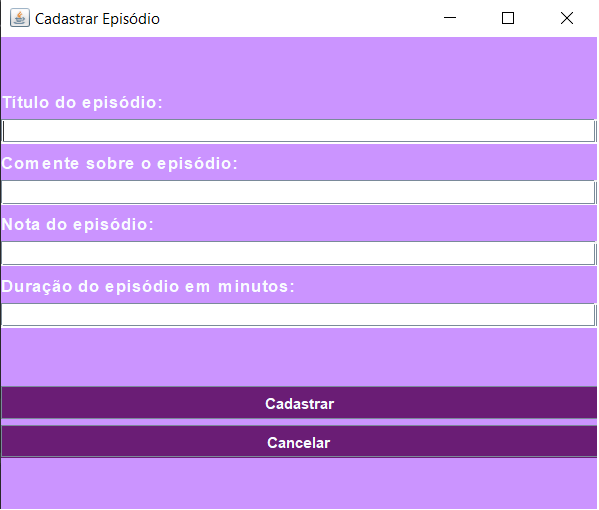 Cadastrar Episódio
Título do episódio:
Comente sobre o episódio:
Nota do episódio:
Duração do episódio em minutos:
Cadastrar
Cancelar